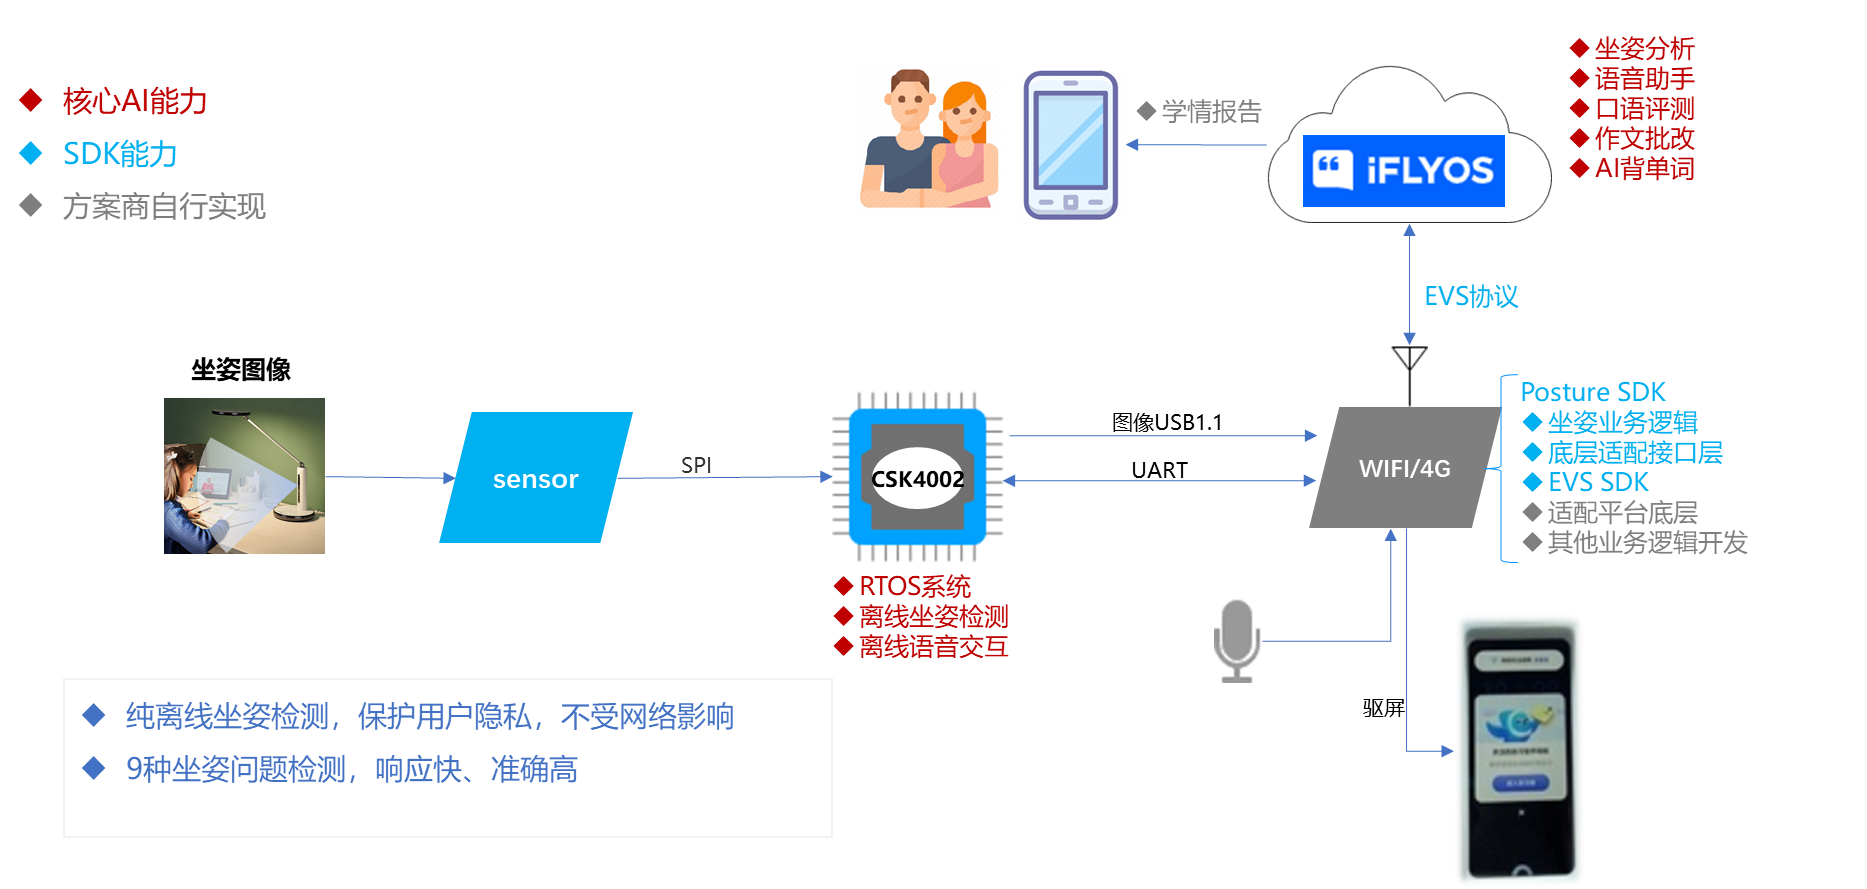 核心AI能力
SDK能力
方案商自行实现
学情报告
iFLYOS
坐姿分析
语音助手
口语评测
作文批改
AI背单词
EVS协议
坐姿图像
sensor
SPI
CSK4002
图像USB1.1
UART
WIFI/4G
Posture SDK
坐姿业务逻辑
底层适配接口层
EVS SDK
适配平台底层
其他业务逻辑开发
RTOS系统
离线坐姿检测
离线语音交互
驱屏
纯离线坐姿检测，保护用户隐私，不受网络影响
9种坐姿问题检测，响应快、准确高